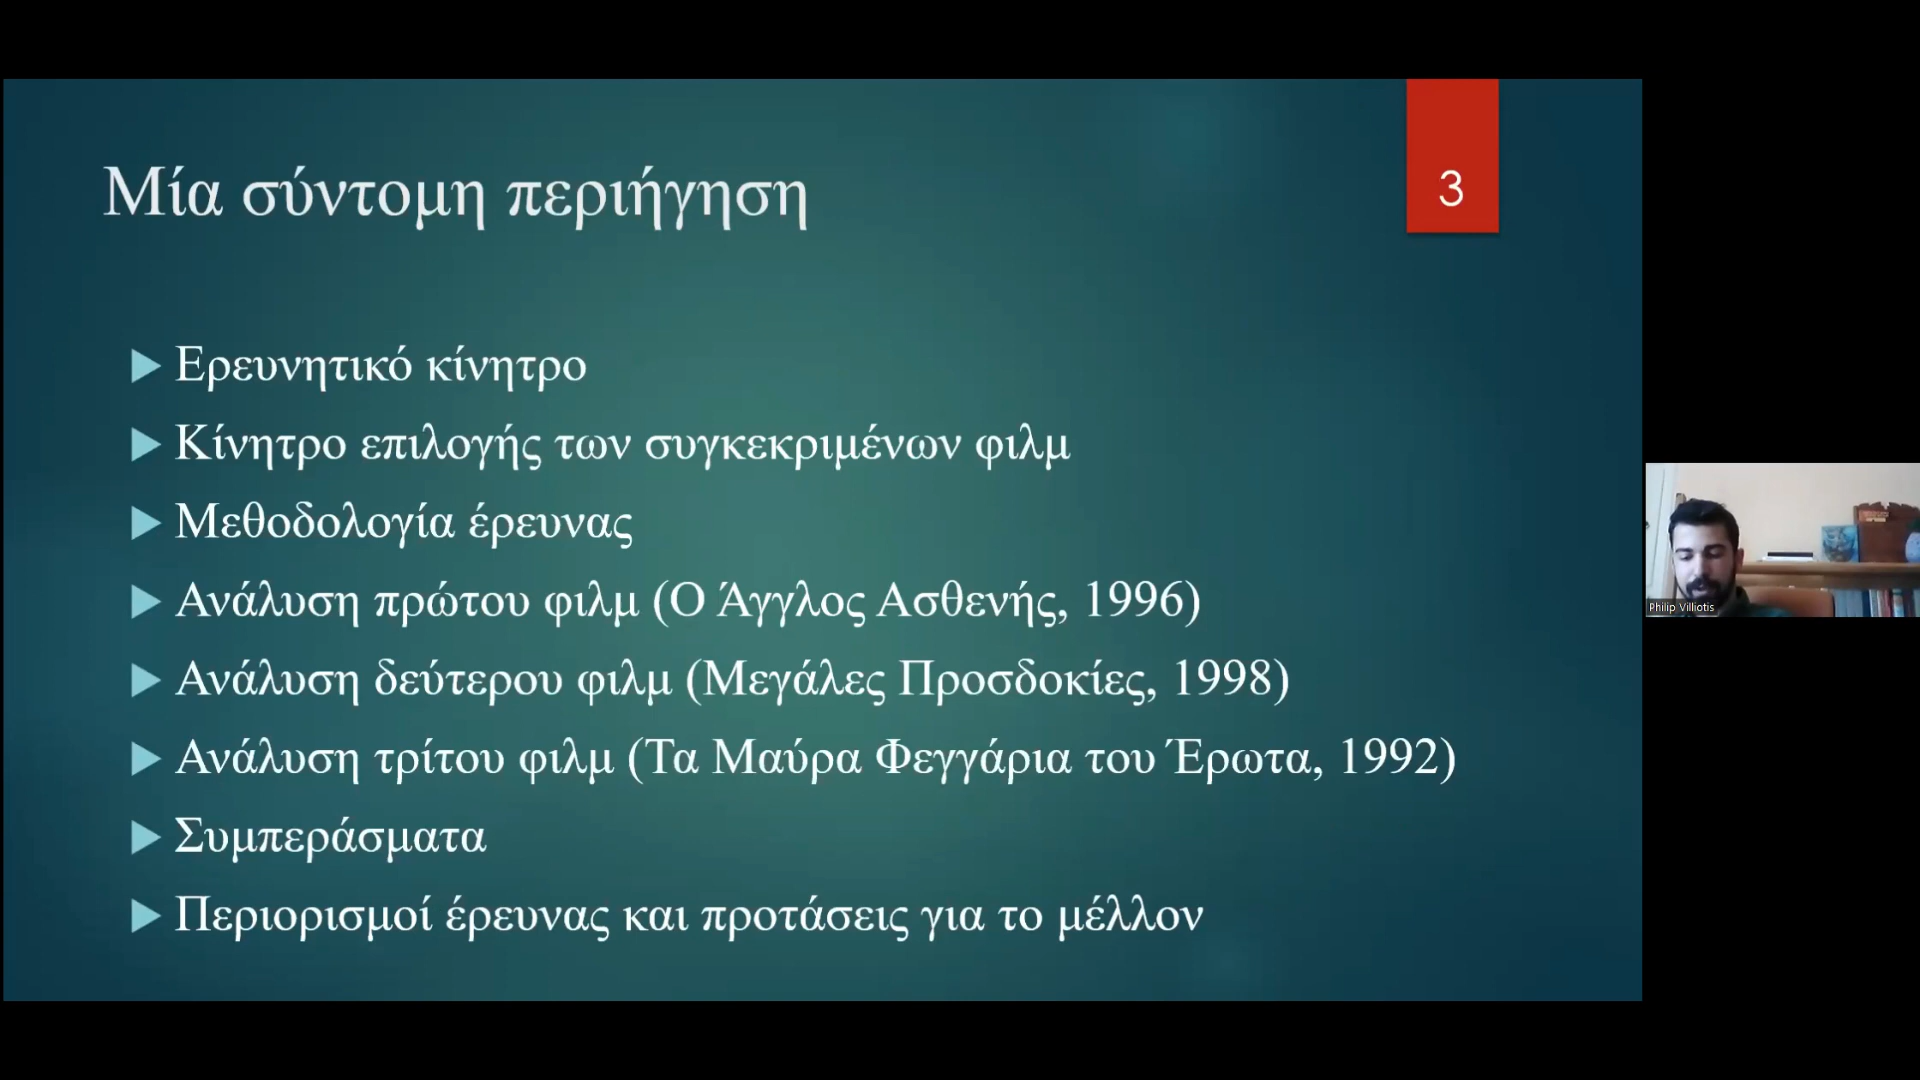 Μία σύντομη περιήγηση
3
Ερευνητικό κίνητρο
Κίνητρο επιλογής των συγκεκριμένων φιλμ
Μεθοδολογία έρευνας
Ανάλυση πρώτου φιλμ (Ο Άγγλος Ασθενής, 1996)
Ανάλυση δεύτερου φιλμ (Μεγάλες Προσδοκίες, 1998)
Ανάλυση τρίτου φιλμ (Τα Μαύρα Φεγγάρια του Έρωτα, 1992)
Συμπεράσματα
Περιορισμοί έρευνας και προτάσεις για το μέλλον
Philip Villiotis